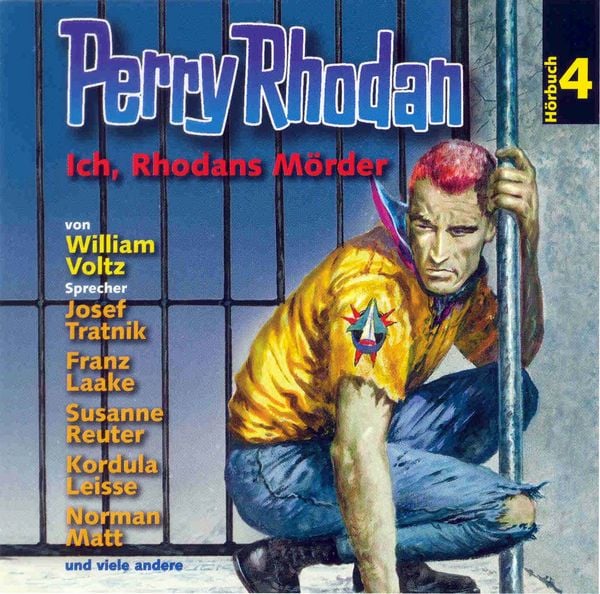 Perry Rhodan
Hörbuch 4
Ich, Rhodans Mörder
von
William
Voltz
Sprecher
Josef
Tratnik
Franz
Laake
Susanne
Reuter
Kordula
Leisse
Norman
Matt
und viele andere